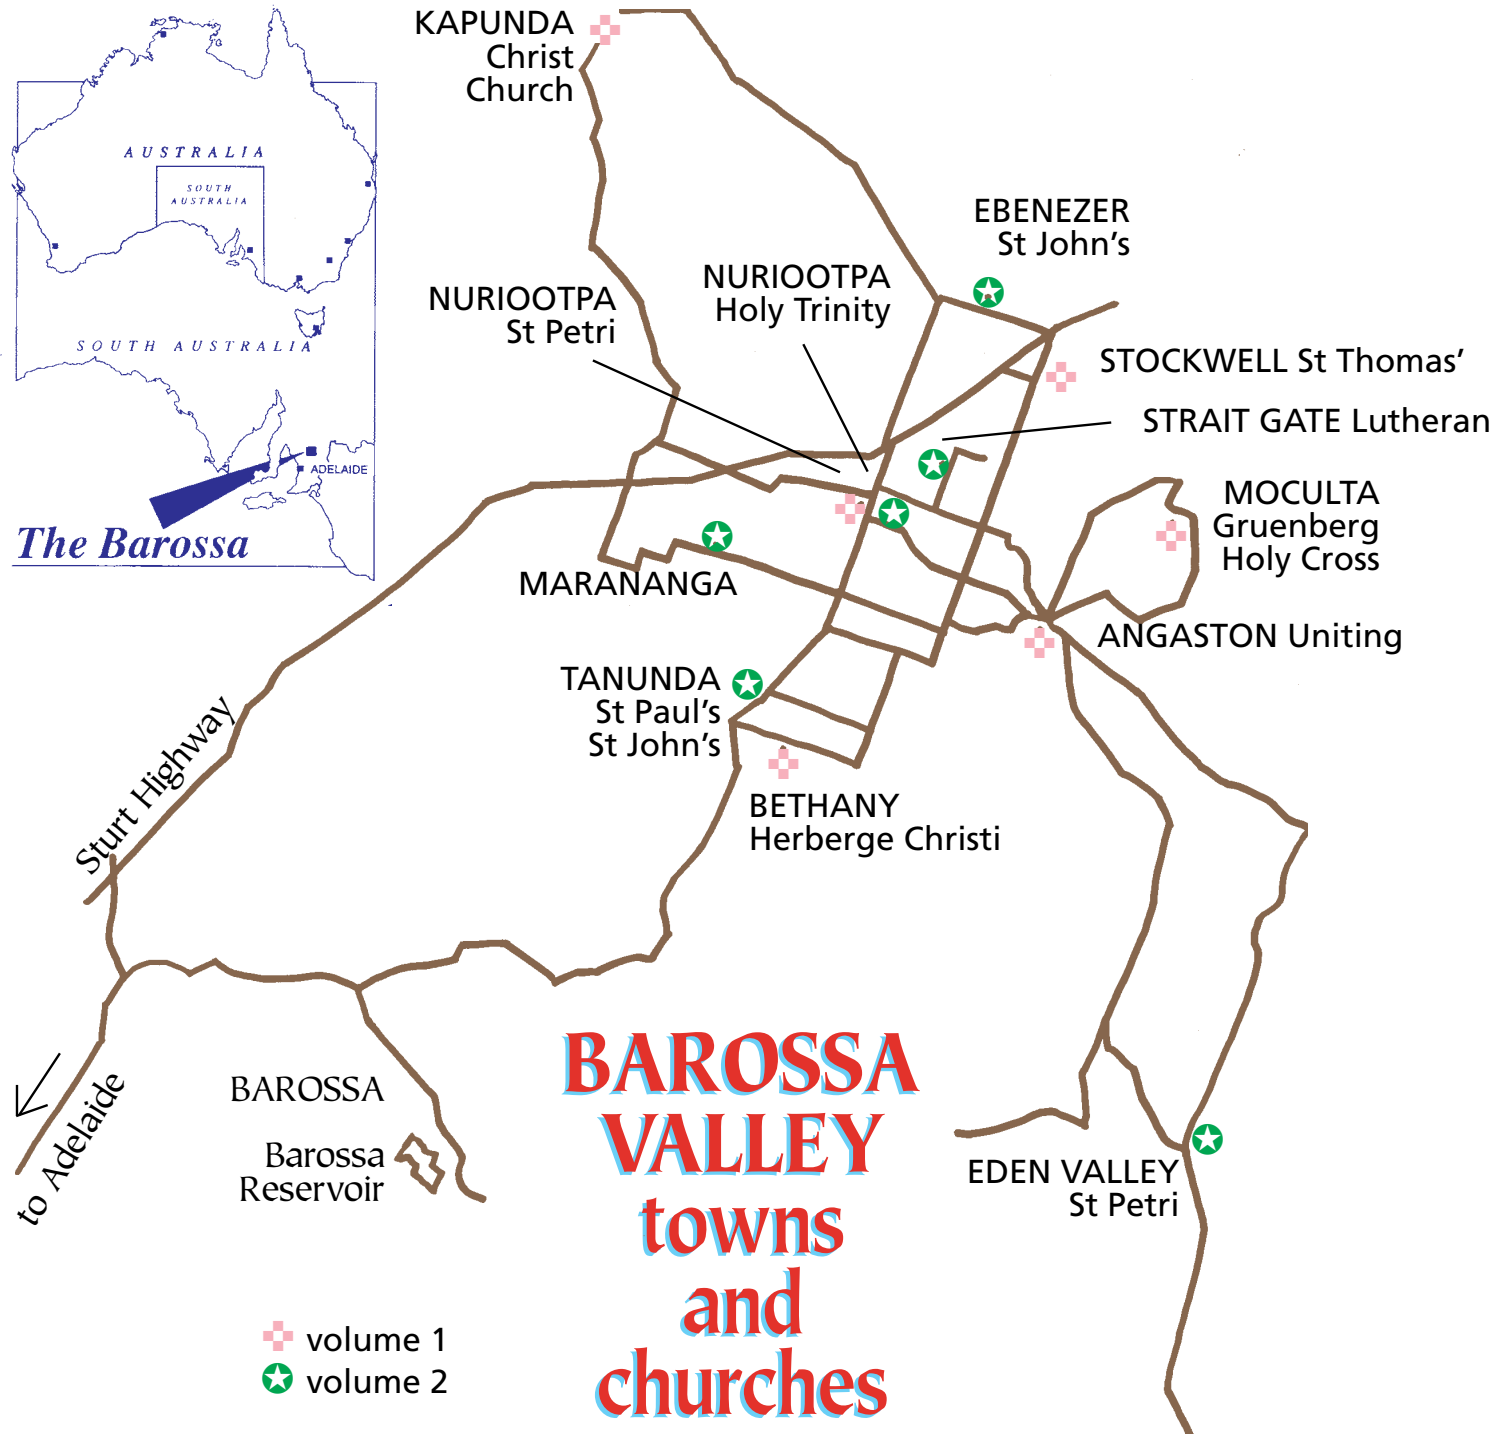 KAPUNDA
Christ
Church
AUSTRALIA
SOUTH
AUSTRALIA
EBENEZER
St John’s
NURIOOTPA
Holy Trinity
NURIOOTPA
St Petri
SOUTH AUSTRALIA
STOCKWELL St Thomas’
STRAIT GATE Lutheran
ADELAIDE
MOCULTA
Gruenberg
Holy Cross
The Barossa
MARANANGA
ANGASTON Uniting
TANUNDA
St Paul’s
St John’s
Sturt Highway
BETHANY
Herberge Christi
BAROSSA
Barossa
Reservoir
to Adelaide
EDEN VALLEY
St Petri
BAROSSA
VALLEY
towns
and
churches
volume 1
volume 2